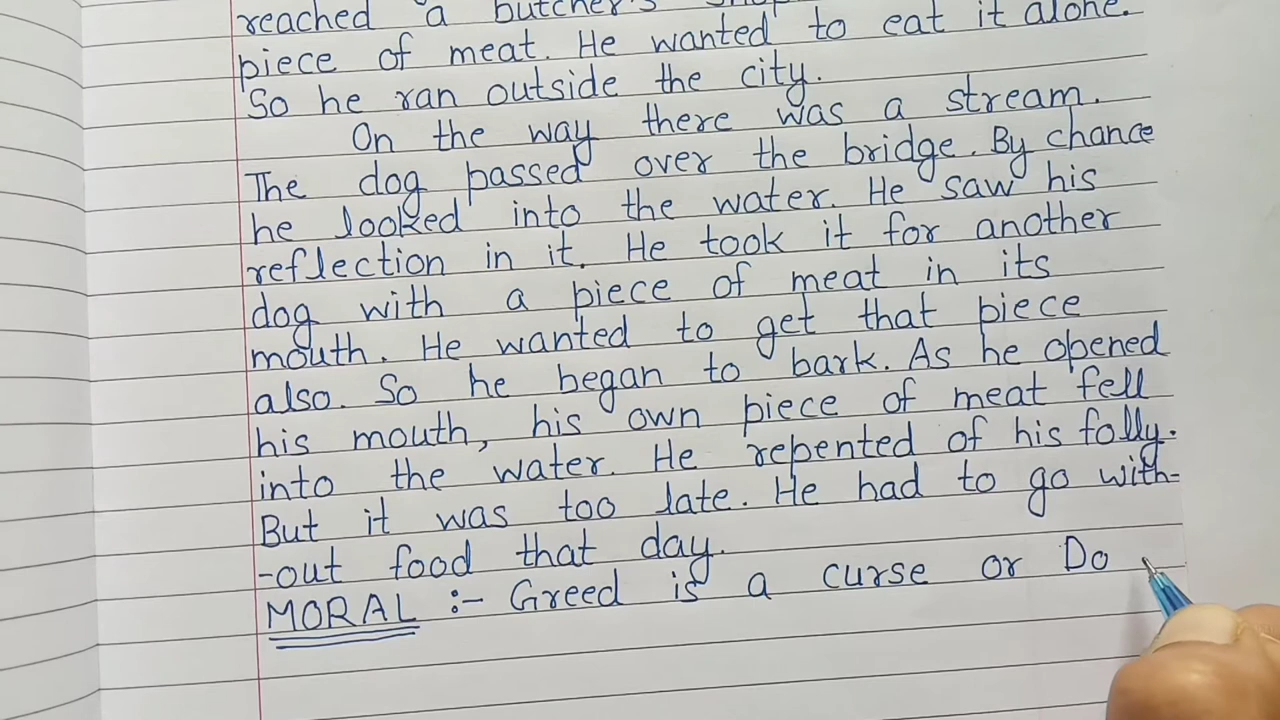 reached a butcher's
piece of meat. He wanted to eat it alone.
So he ran outside the city.
On the way there was a stream.
The dog passed over the bridge. By chance
he looked into the water. He saw his
reflection in it. He took it for another
dog with a piece of meat in its
mouth. He wanted to get that piece
also. So he began to bark. As he opened
his mouth, his own piece of meat fell
into the water. He repented of his folly.
But it was too late. He had to go with-
-out food that day.
MORAL :- Greed is a curse or Do